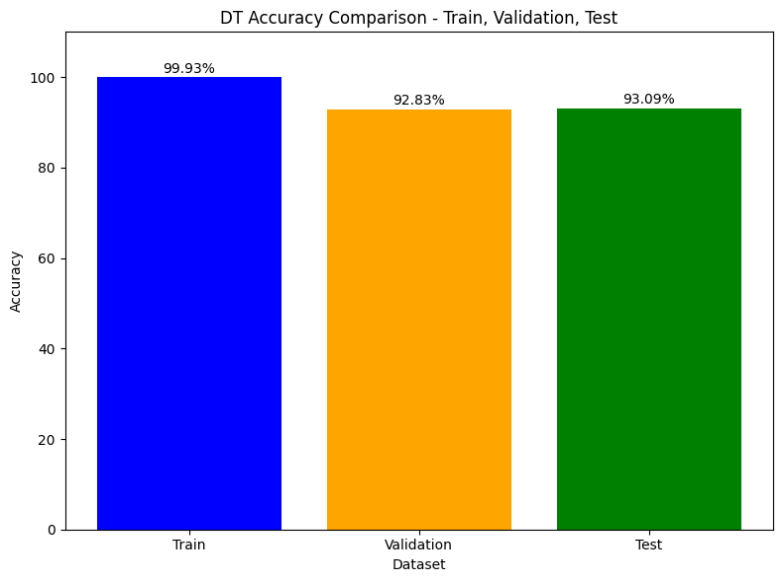 DT Accuracy Comparison - Train, Validation, Test
99.93%
92.83%
93.09%
100
80
60
40
20
0
Accuracy
Train
Validation
Test
Dataset